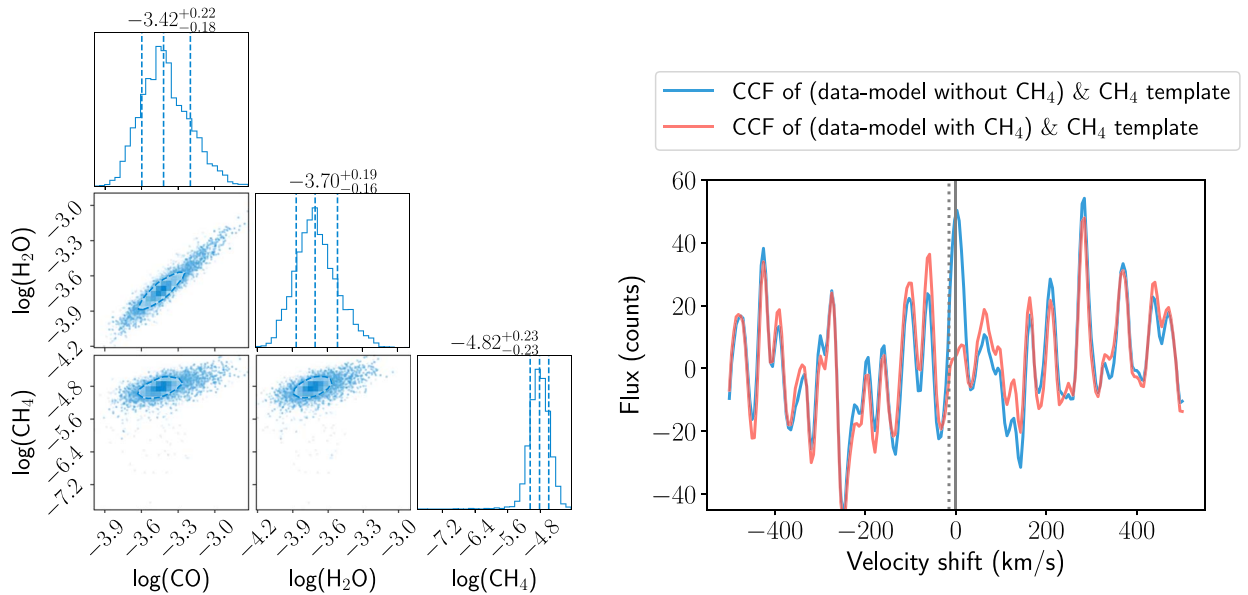 −3.42+0.22−0.18
−3.70+0.19−0.16
−4.82+0.23−0.23
log(H₂O)
−3.0
−3.3
−3.6
−3.9
−4.2
log(CH₄)
−4.8
−5.6
−6.4
−7.2
−3.9 −3.6 −3.3 −3.0
log(CO)
−4.2 −3.9 −3.6 −3.3 −3.0
log(H₂O)
−7.2 −6.4 −5.6 −4.8
log(CH₄)
CCF of (data-model without CH₄) & CH₄ template
CCF of (data-model with CH₄) & CH₄ template
Flux (counts)
60
40
20
0
−20
−40
−400 −200 0 200 400
Velocity shift (km/s)